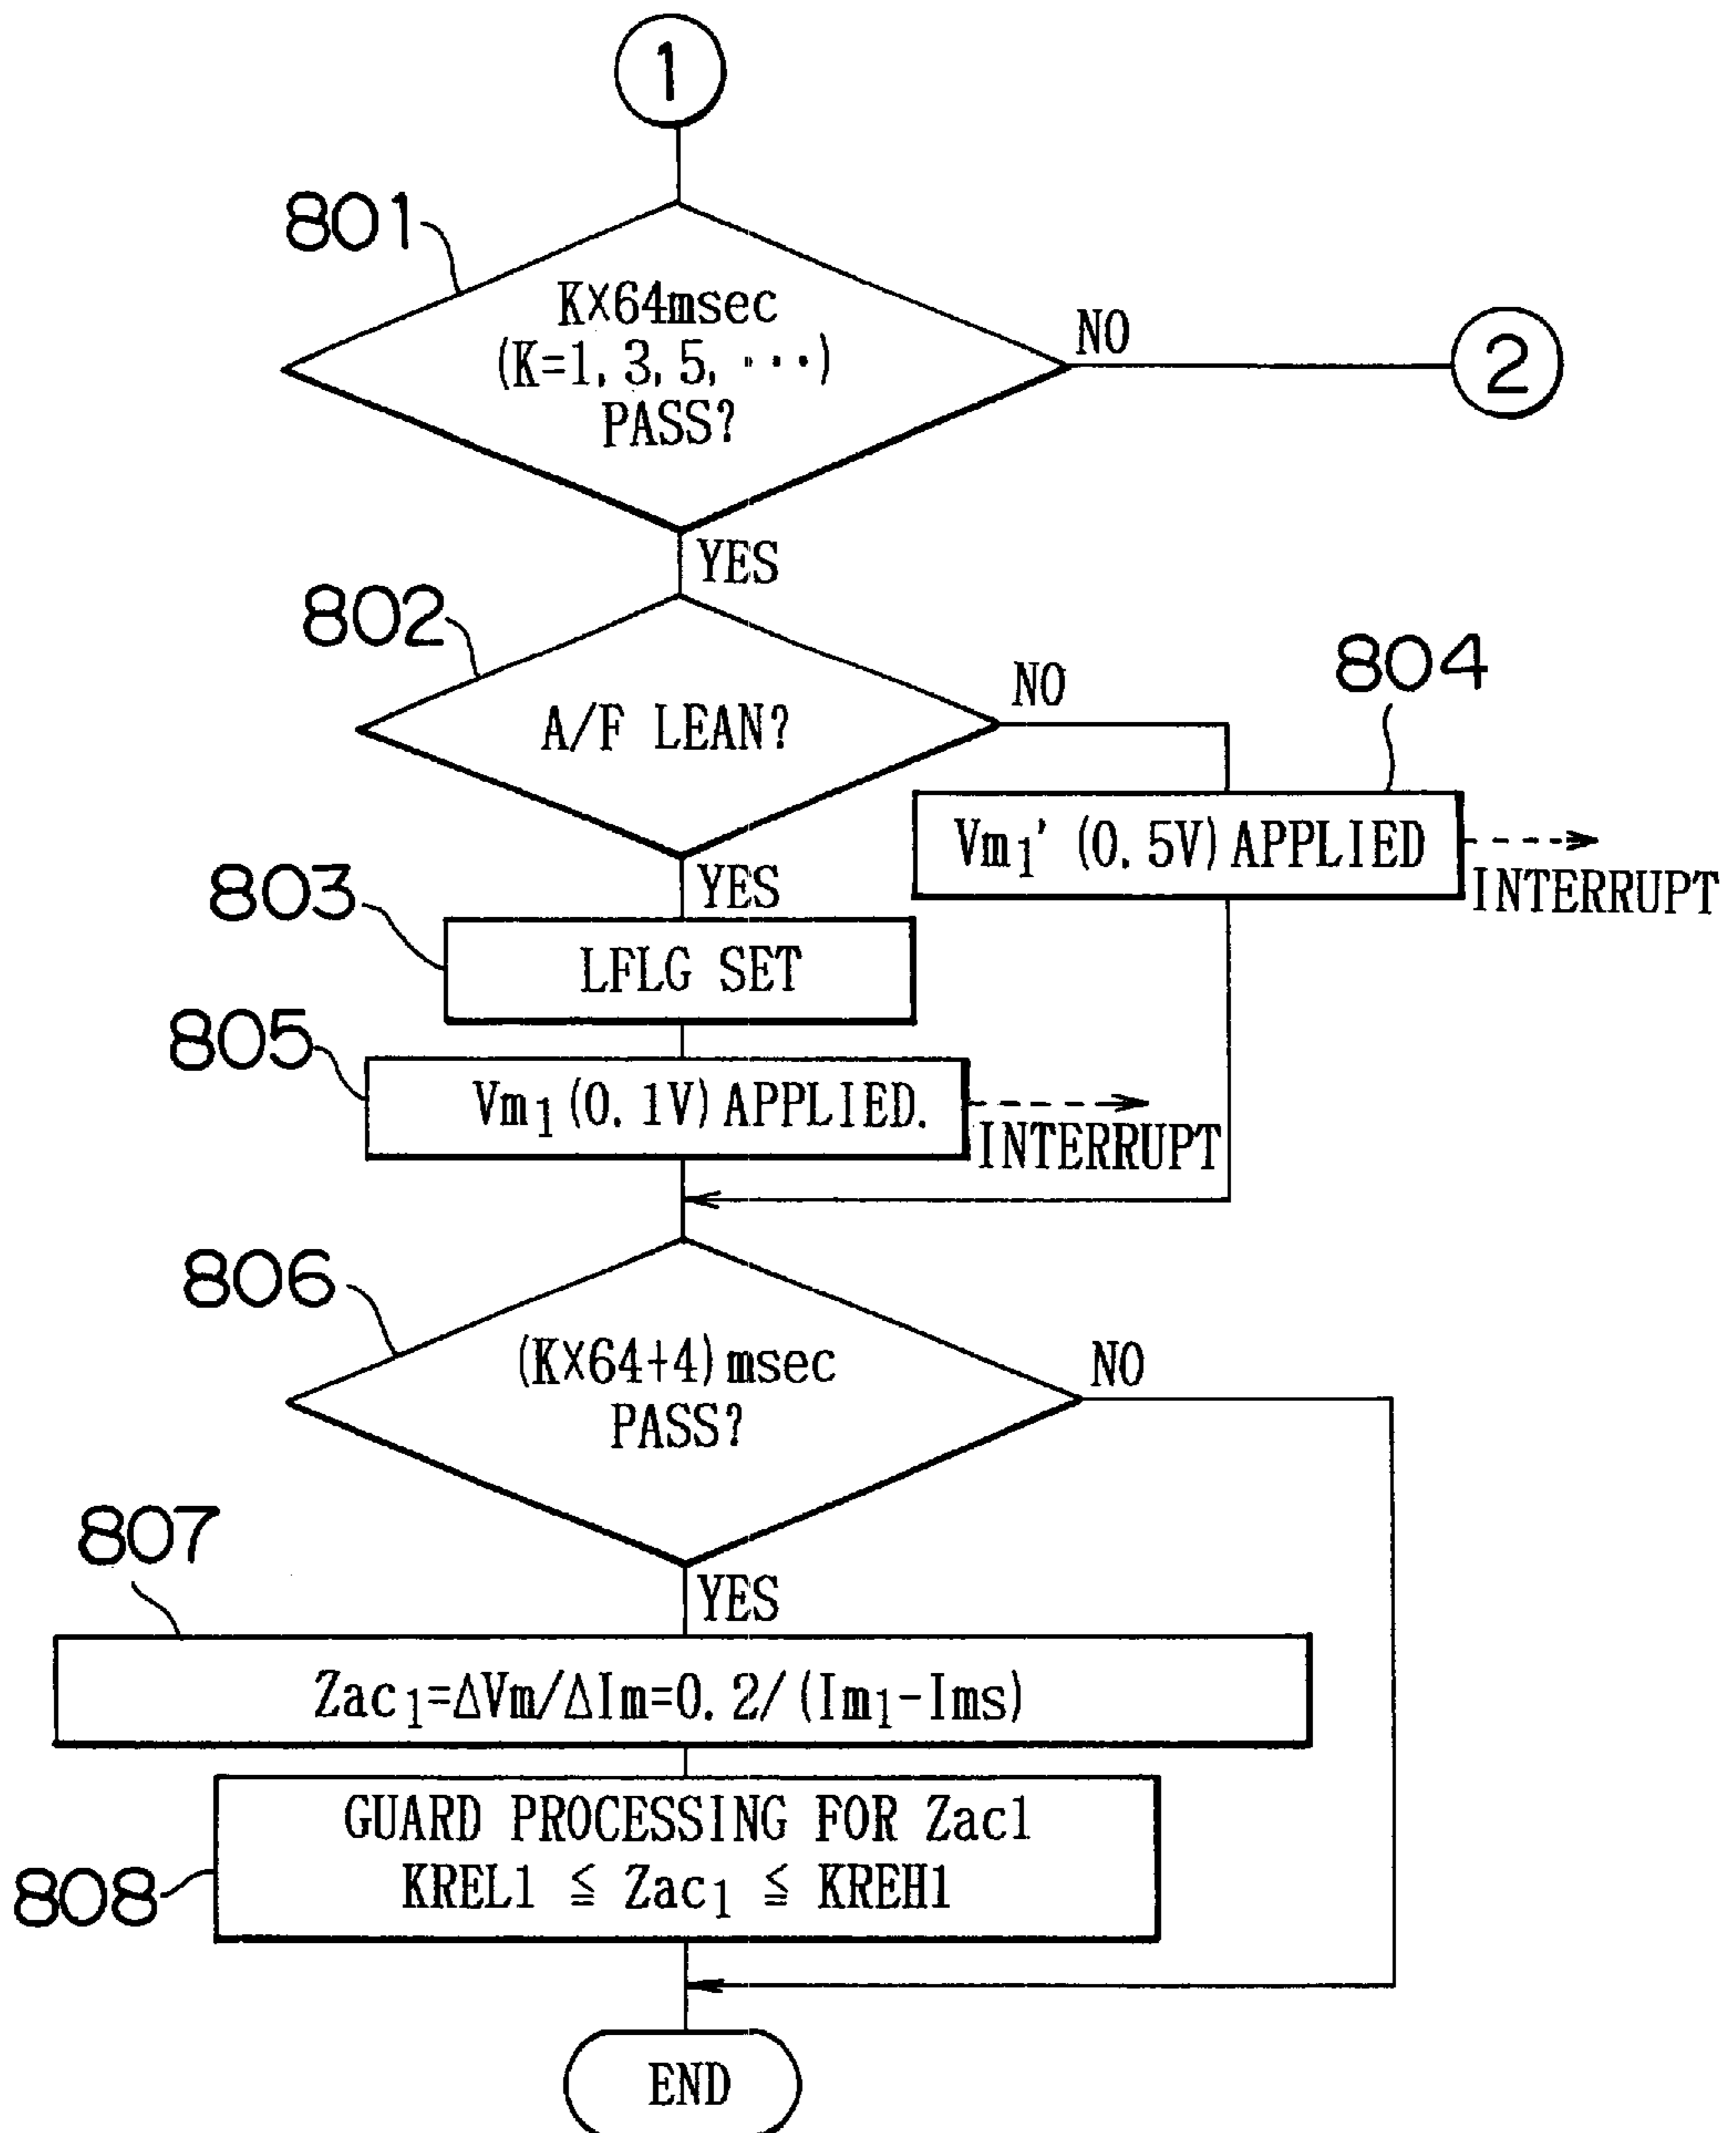 1
801
K×64msec
(K=1, 3, 5, ···)
PASS?
NO
2
YES
802
A/F LEAN?
NO
804
Vm1' (0.5V) APPLIED
INTERRUPT
YES
803
LFLG SET
805
Vm1 (0.1V) APPLIED.
INTERRUPT
806
(K×64+4) msec
PASS?
NO
YES
807
Zac1=ΔVm/ΔIm=0.2/(Im1-Ims)
GUARD PROCESSING FOR Zac1
KREL1 ≦ Zac1 ≦ KREH1
808
END